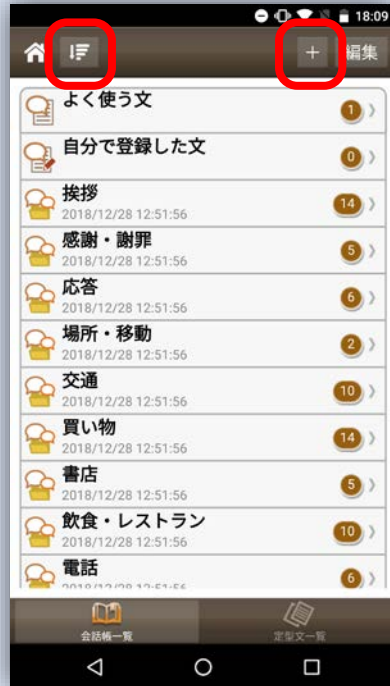 18:09
+ 編集
よく使う文 1
自分で登録した文 0
挨拶 14
2018/12/28 12:51:56
感謝・謝罪 5
2018/12/28 12:51:56
応答 6
2018/12/28 12:51:56
場所・移動 2
2018/12/28 12:51:56
交通 10
2018/12/28 12:51:56
買い物 14
2018/12/28 12:51:56
書店 5
2018/12/28 12:51:56
飲食・レストラン 10
2018/12/28 12:51:56
電話 6
会話帳一覧 定型文一覧